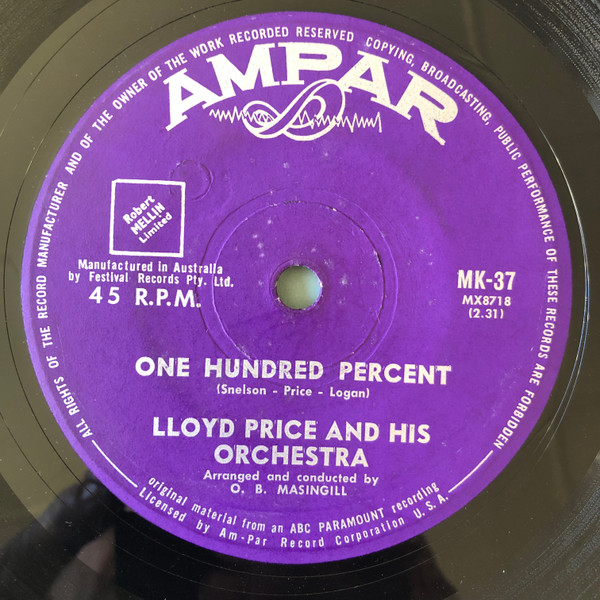 ALL RIGHTS OF THE RECORD MANUFACTURER AND OF THE OWNER OF THE WORK RECORDED RESERVED COPYING, BROADCASTING, PUBLIC PERFORMANCE OF THESE RECORDS ARE FORBIDDEN
AMPAR
Robert
MELLIN
Limited
Manufactured in Australia
by Festival Records Pty. Ltd.
45 R.P.M.
MK-37
MX8718
(2.31)
ONE HUNDRED PERCENT
(Snelson - Price - Logan)
LLOYD PRICE AND HIS
ORCHESTRA
Arranged and conducted by
O. B. MASINGILL
original material from an ABC PARAMOUNT recording
Licensed by Am-Par Record Corporation U.S.A.